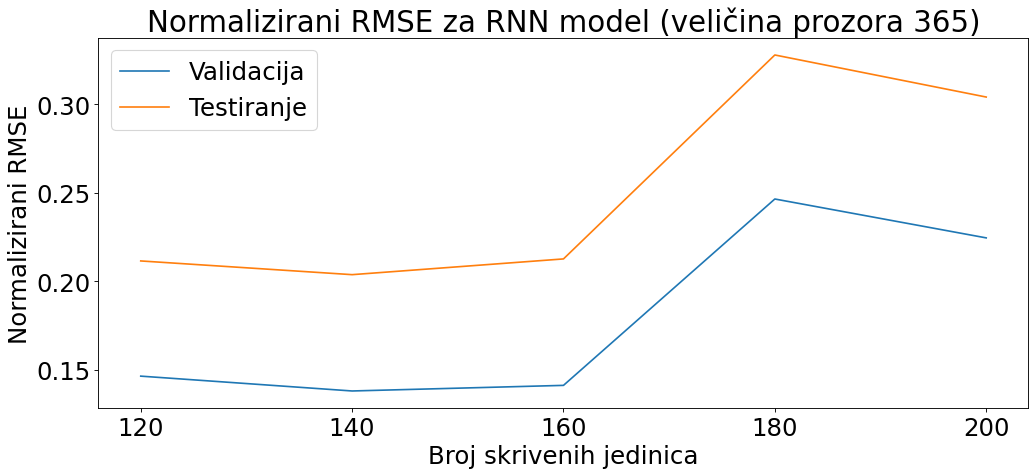 Normalizirani RMSE za RNN model (veličina prozora 365)
Validacija
Testiranje
Normalizirani RMSE
0.30
0.25
0.20
0.15
120 140 160 180 200
Broj skrivenih jedinica